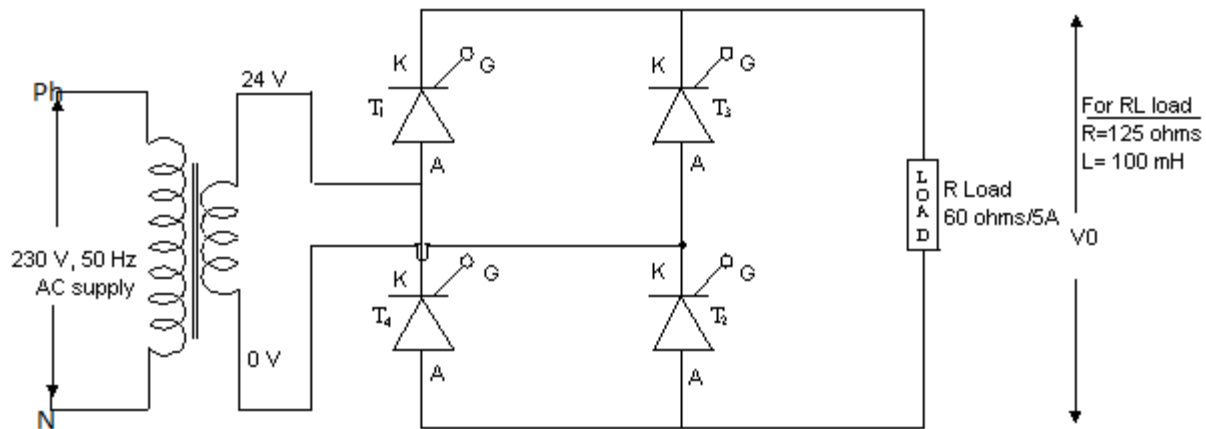 Ph
230 V, 50 Hz
AC supply
N
24 V
0 V
K
G
T1
A
K
G
T3
A
K
G
T4
A
K
G
T2
A
LOAD
R Load
60 ohms/5A
V0
For RL load
R=125 ohms
L= 100 mH